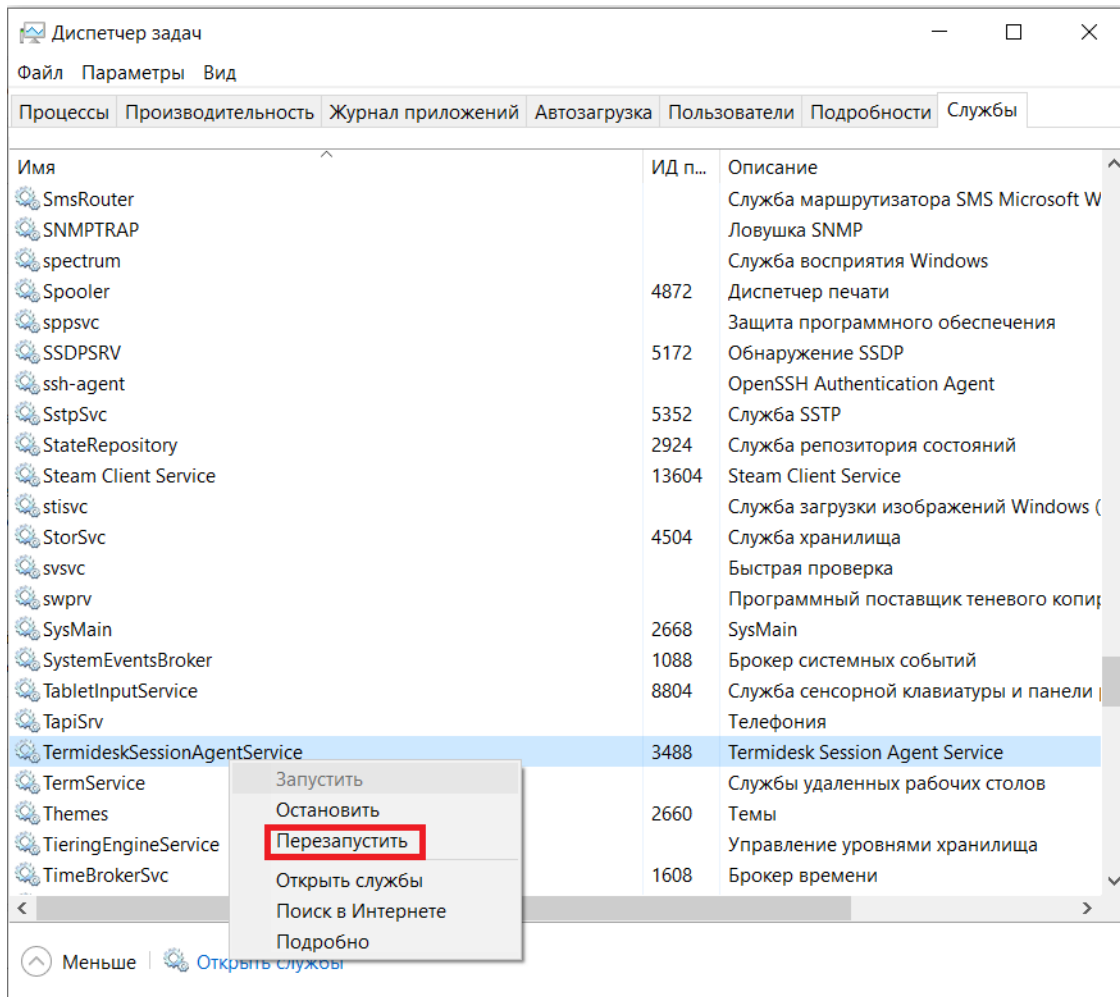 Диспетчер задач
Файл Параметры Вид
Процессы Производительность Журнал приложений Автозагрузка Пользователи Подробности Службы
Имя ИД п... Описание
SmsRouter Служба маршрутизатора SMS Microsoft W
SNMPTRAP Ловушка SNMP
spectrum Служба восприятия Windows
Spooler 4872 Диспетчер печати
sppsvc Защита программного обеспечения
SSDPSRV 5172 Обнаружение SSDP
ssh-agent OpenSSH Authentication Agent
SstpSvc 5352 Служба SSTP
StateRepository 2924 Служба репозитория состояний
Steam Client Service 13604 Steam Client Service
stisvc Служба загрузки изображений Windows (
StorSvc 4504 Служба хранилища
svsvc Быстрая проверка
swprv Программный поставщик теневого копир
SysMain 2668 SysMain
SystemEventsBroker 1088 Брокер системных событий
TabletInputService 8804 Служба сенсорной клавиатуры и панели
TapiSrv Телефония
TermideskSessionAgentService 3488 Termidesk Session Agent Service
TermService Службы удаленных рабочих столов
Themes 2660 Темы
TieringEngineService Управление уровнями хранилища
TimeBrokerSvc 1608 Брокер времени
Запустить
Остановить
Перезапустить
Открыть службы
Поиск в Интернете
Подробно
Меньше Открыть службы